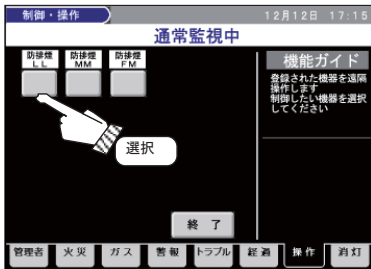 制御・操作
12月12日 17:15
通常監視中
防排煙 防排煙 防排煙
LL MM FM
機能ガイド
登録された機器を遠隔
操作します
制御したい機器を選択
してください
選択
終 了
管理者 火災 ガス 警報 トラブル 経過 操作 消灯